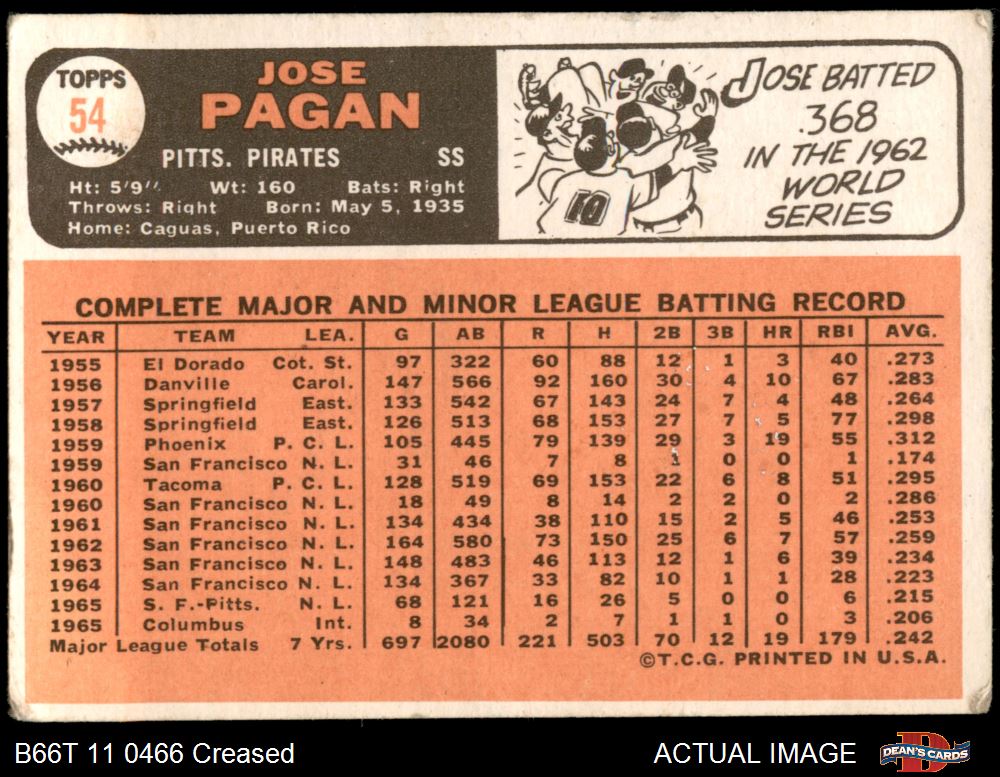 TOPPS
54
JOSE
PAGAN
PITTS. PIRATES SS
Ht: 5'9" Wt: 160 Bats: Right
Throws: Right Born: May 5, 1935
Home: Caguas, Puerto Rico
10
JOSE BATTED
.368
IN THE 1962
WORLD
SERIES
COMPLETE MAJOR AND MINOR LEAGUE BATTING RECORD
YEAR TEAM LEA. G AB R H 2B 3B HR RBI AVG.
1955 El Dorado Cot. St. 97 322 60 88 12 1 3 40 .273
1956 Danville Carol. 147 566 92 160 30 4 10 67 .283
1957 Springfield East. 133 542 67 143 24 7 4 48 .264
1958 Springfield East. 126 513 68 153 27 7 5 77 .298
1959 Phoenix P. C. L. 105 445 79 139 29 3 19 55 .312
1959 San Francisco N. L. 31 46 7 8 1 0 0 1 .174
1960 Tacoma P. C. L. 128 519 69 153 22 6 8 51 .295
1960 San Francisco N. L. 18 49 8 14 2 2 0 2 .286
1961 San Francisco N. L. 134 434 38 110 15 2 5 46 .253
1962 San Francisco N. L. 164 580 73 150 25 6 7 57 .259
1963 San Francisco N. L. 148 483 46 113 12 1 6 39 .234
1964 San Francisco N. L. 134 367 33 82 10 1 1 28 .223
1965 S. F.-Pitts. N. L. 68 121 16 26 5 0 0 6 .215
1965 Columbus Int. 8 34 2 7 1 1 0 3 .206
Major League Totals 7 Yrs. 697 2080 221 503 70 12 19 179 .242
©T.C.G. PRINTED IN U.S.A.
B66T 11 0466 Creased ACTUAL IMAGE DEAN'S CARDS